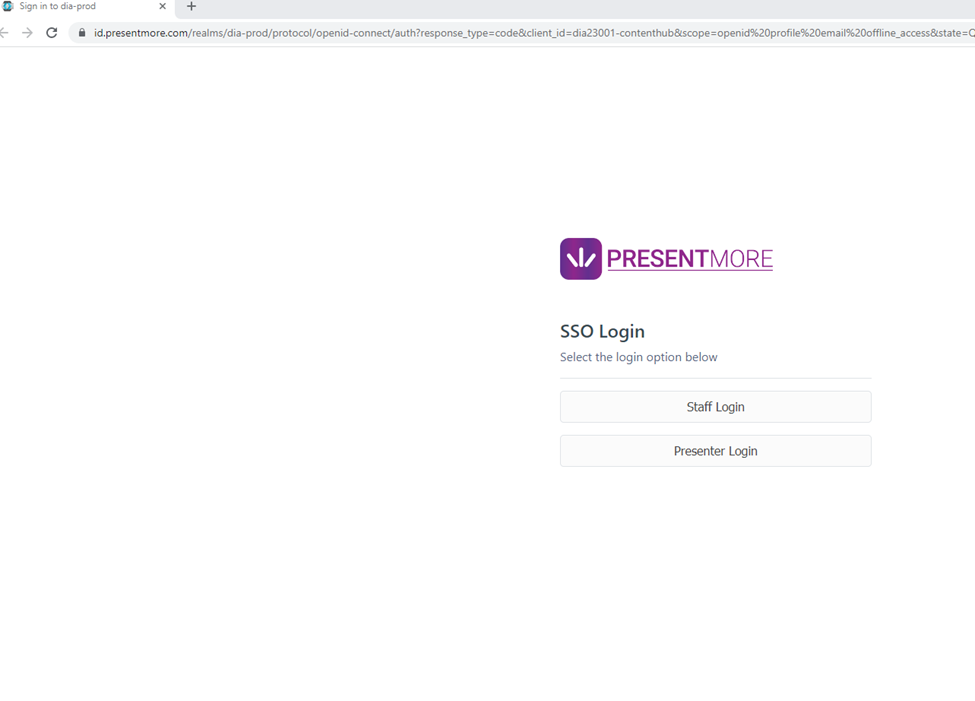 Sign in to dia-prod
id.presentmore.com/realms/dia-prod/protocol/openid-connect/auth?response_type=code&client_id=dia23001-contenthub&scope=openid%20profile%20email%20offline_access&state=Q
PRESENTMORE
SSO Login
Select the login option below
Staff Login
Presenter Login